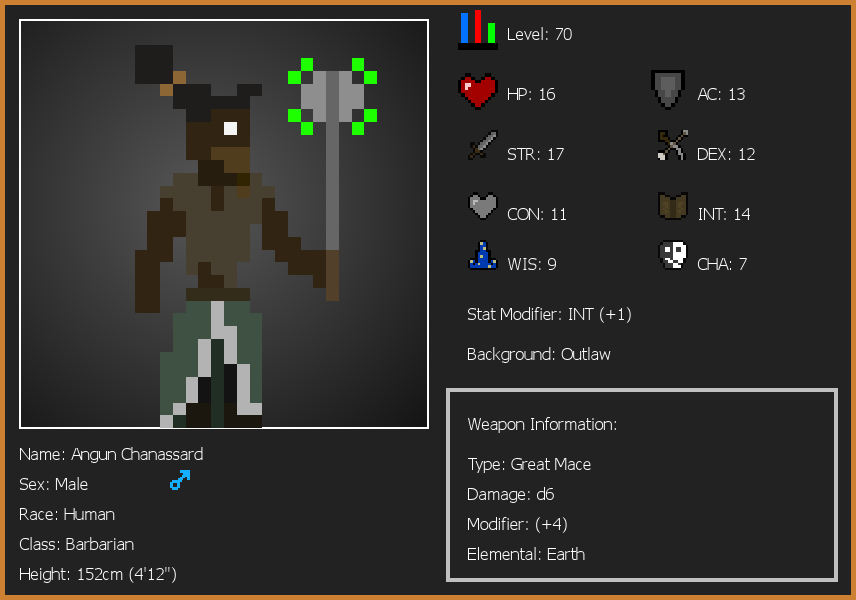 Level: 70
HP: 16
AC: 13
STR: 17
DEX: 12
CON: 11
INT: 14
WIS: 9
CHA: 7
Stat Modifier: INT (+1)
Background: Outlaw
Weapon Information:
Type: Great Mace
Damage: d6
Modifier: (+4)
Elemental: Earth
Name: Angun Chanassard
Sex: Male
Race: Human
Class: Barbarian
Height: 152cm (4'12")